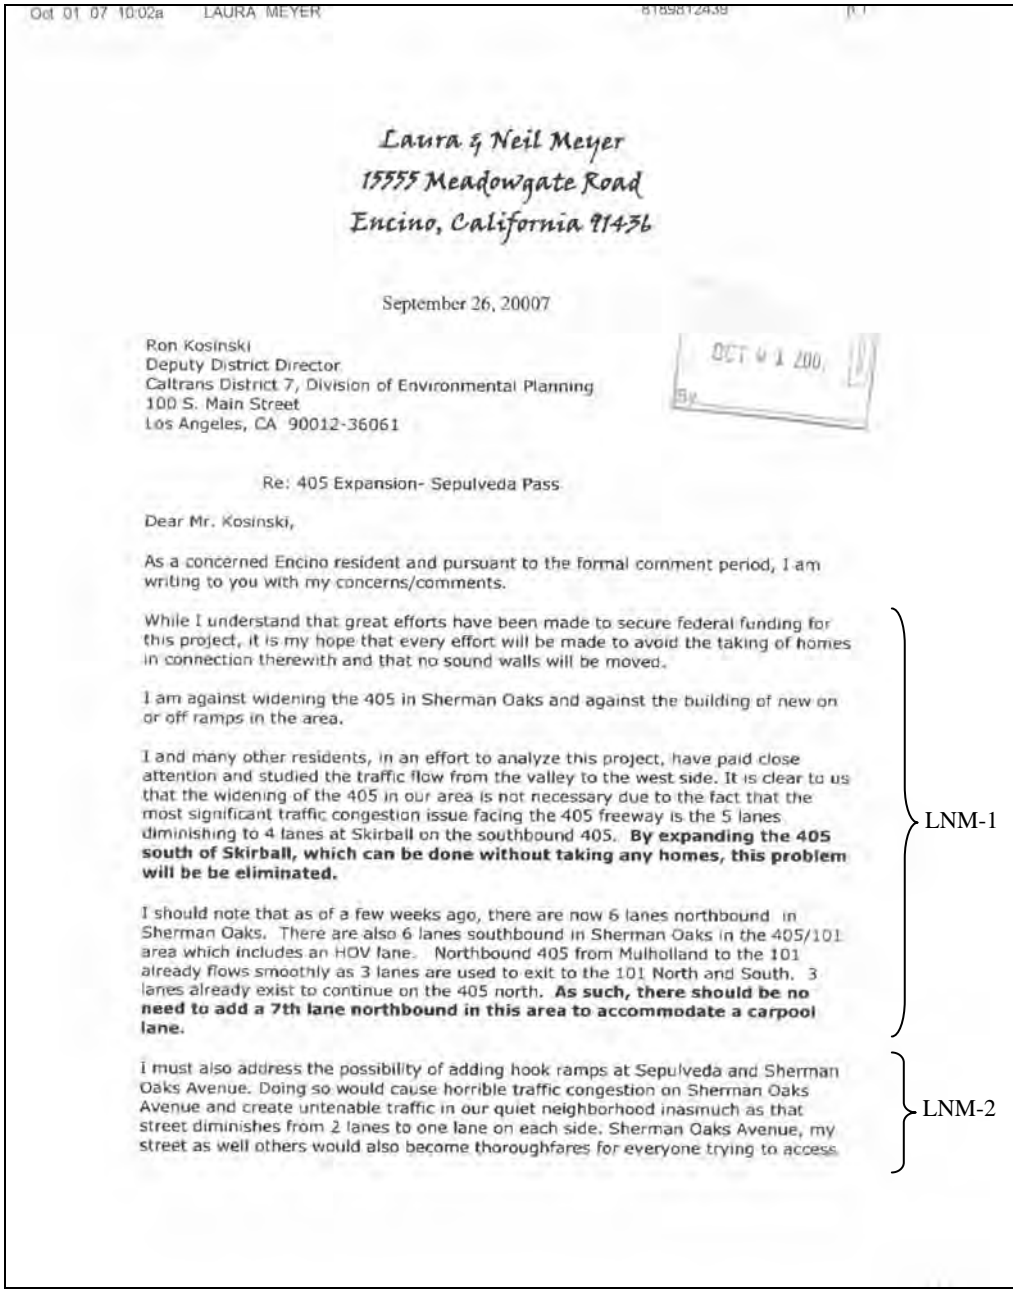 Oct 01 07 10:02a LAURA MEYER 8189812439
Laura & Neil Meyer
15555 Meadowgate Road
Encino, California 91436
September 26, 20007
Ron Kosinski
Deputy District Director
Caltrans District 7, Division of Environmental Planning
100 S. Main Street
Los Angeles, CA 90012-36061
OCT 0 1 200
By
Re: 405 Expansion- Sepulveda Pass
Dear Mr. Kosinski,
As a concerned Encino resident and pursuant to the formal comment period, I am
writing to you with my concerns/comments.
While I understand that great efforts have been made to secure federal funding for
this project, it is my hope that every effort will be made to avoid the taking of homes
in connection therewith and that no sound walls will be moved.
I am against widening the 405 in Sherman Oaks and against the building of new on
or off ramps in the area.
I and many other residents, in an effort to analyze this project, have paid close
attention and studied the traffic flow from the valley to the west side. It is clear to us
that the widening of the 405 in our area is not necessary due to the fact that the
most significant traffic congestion issue facing the 405 freeway is the 5 lanes
diminishing to 4 lanes at Skirball on the southbound 405. By expanding the 405
south of Skirball, which can be done without taking any homes, this problem
will be be eliminated.
LNM-1
I should note that as of a few weeks ago, there are now 6 lanes northbound in
Sherman Oaks. There are also 6 lanes southbound in Sherman Oaks in the 405/101
area which includes an HOV lane. Northbound 405 from Mulholland to the 101
already flows smoothly as 3 lanes are used to exit to the 101 North and South. 3
lanes already exist to continue on the 405 north. As such, there should be no
need to add a 7th lane northbound in this area to accommodate a carpool
lane.
I must also address the possibility of adding hook ramps at Sepulveda and Sherman
Oaks Avenue. Doing so would cause horrible traffic congestion on Sherman Oaks
Avenue and create untenable traffic in our quiet neighborhood inasmuch as that
street diminishes from 2 lanes to one lane on each side. Sherman Oaks Avenue, my
street as well others would also become thoroughfares for everyone trying to access
LNM-2